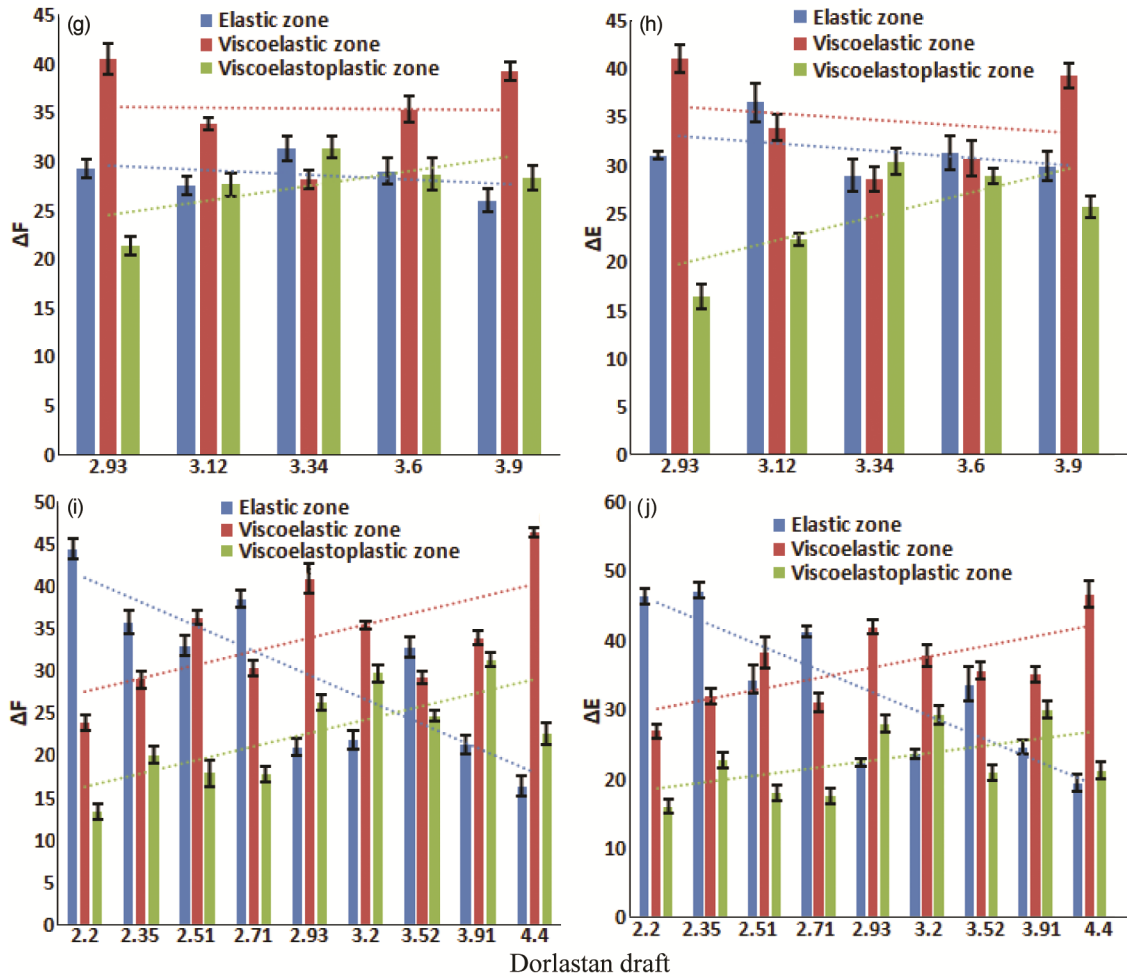 (g)
Elastic zone
Viscoelastic zone
Viscoelastoplastic zone
45
40
35
30
25
20
15
10
5
0
ΔF
2.93 3.12 3.34 3.6 3.9
(h)
Elastic zone
Viscoelastic zone
Viscoelastoplastic zone
45
40
35
30
25
20
15
10
5
0
ΔE
2.93 3.12 3.34 3.6 3.9
(i)
Elastic zone
Viscoelastic zone
Viscoelastoplastic zone
50
45
40
35
30
25
20
15
10
5
0
ΔF
2.2 2.35 2.51 2.71 2.93 3.2 3.52 3.91 4.4
(j)
Elastic zone
Viscoelastic zone
Viscoelastoplastic zone
60
50
40
30
20
10
0
ΔE
2.2 2.35 2.51 2.71 2.93 3.2 3.52 3.91 4.4
Dorlastan draft